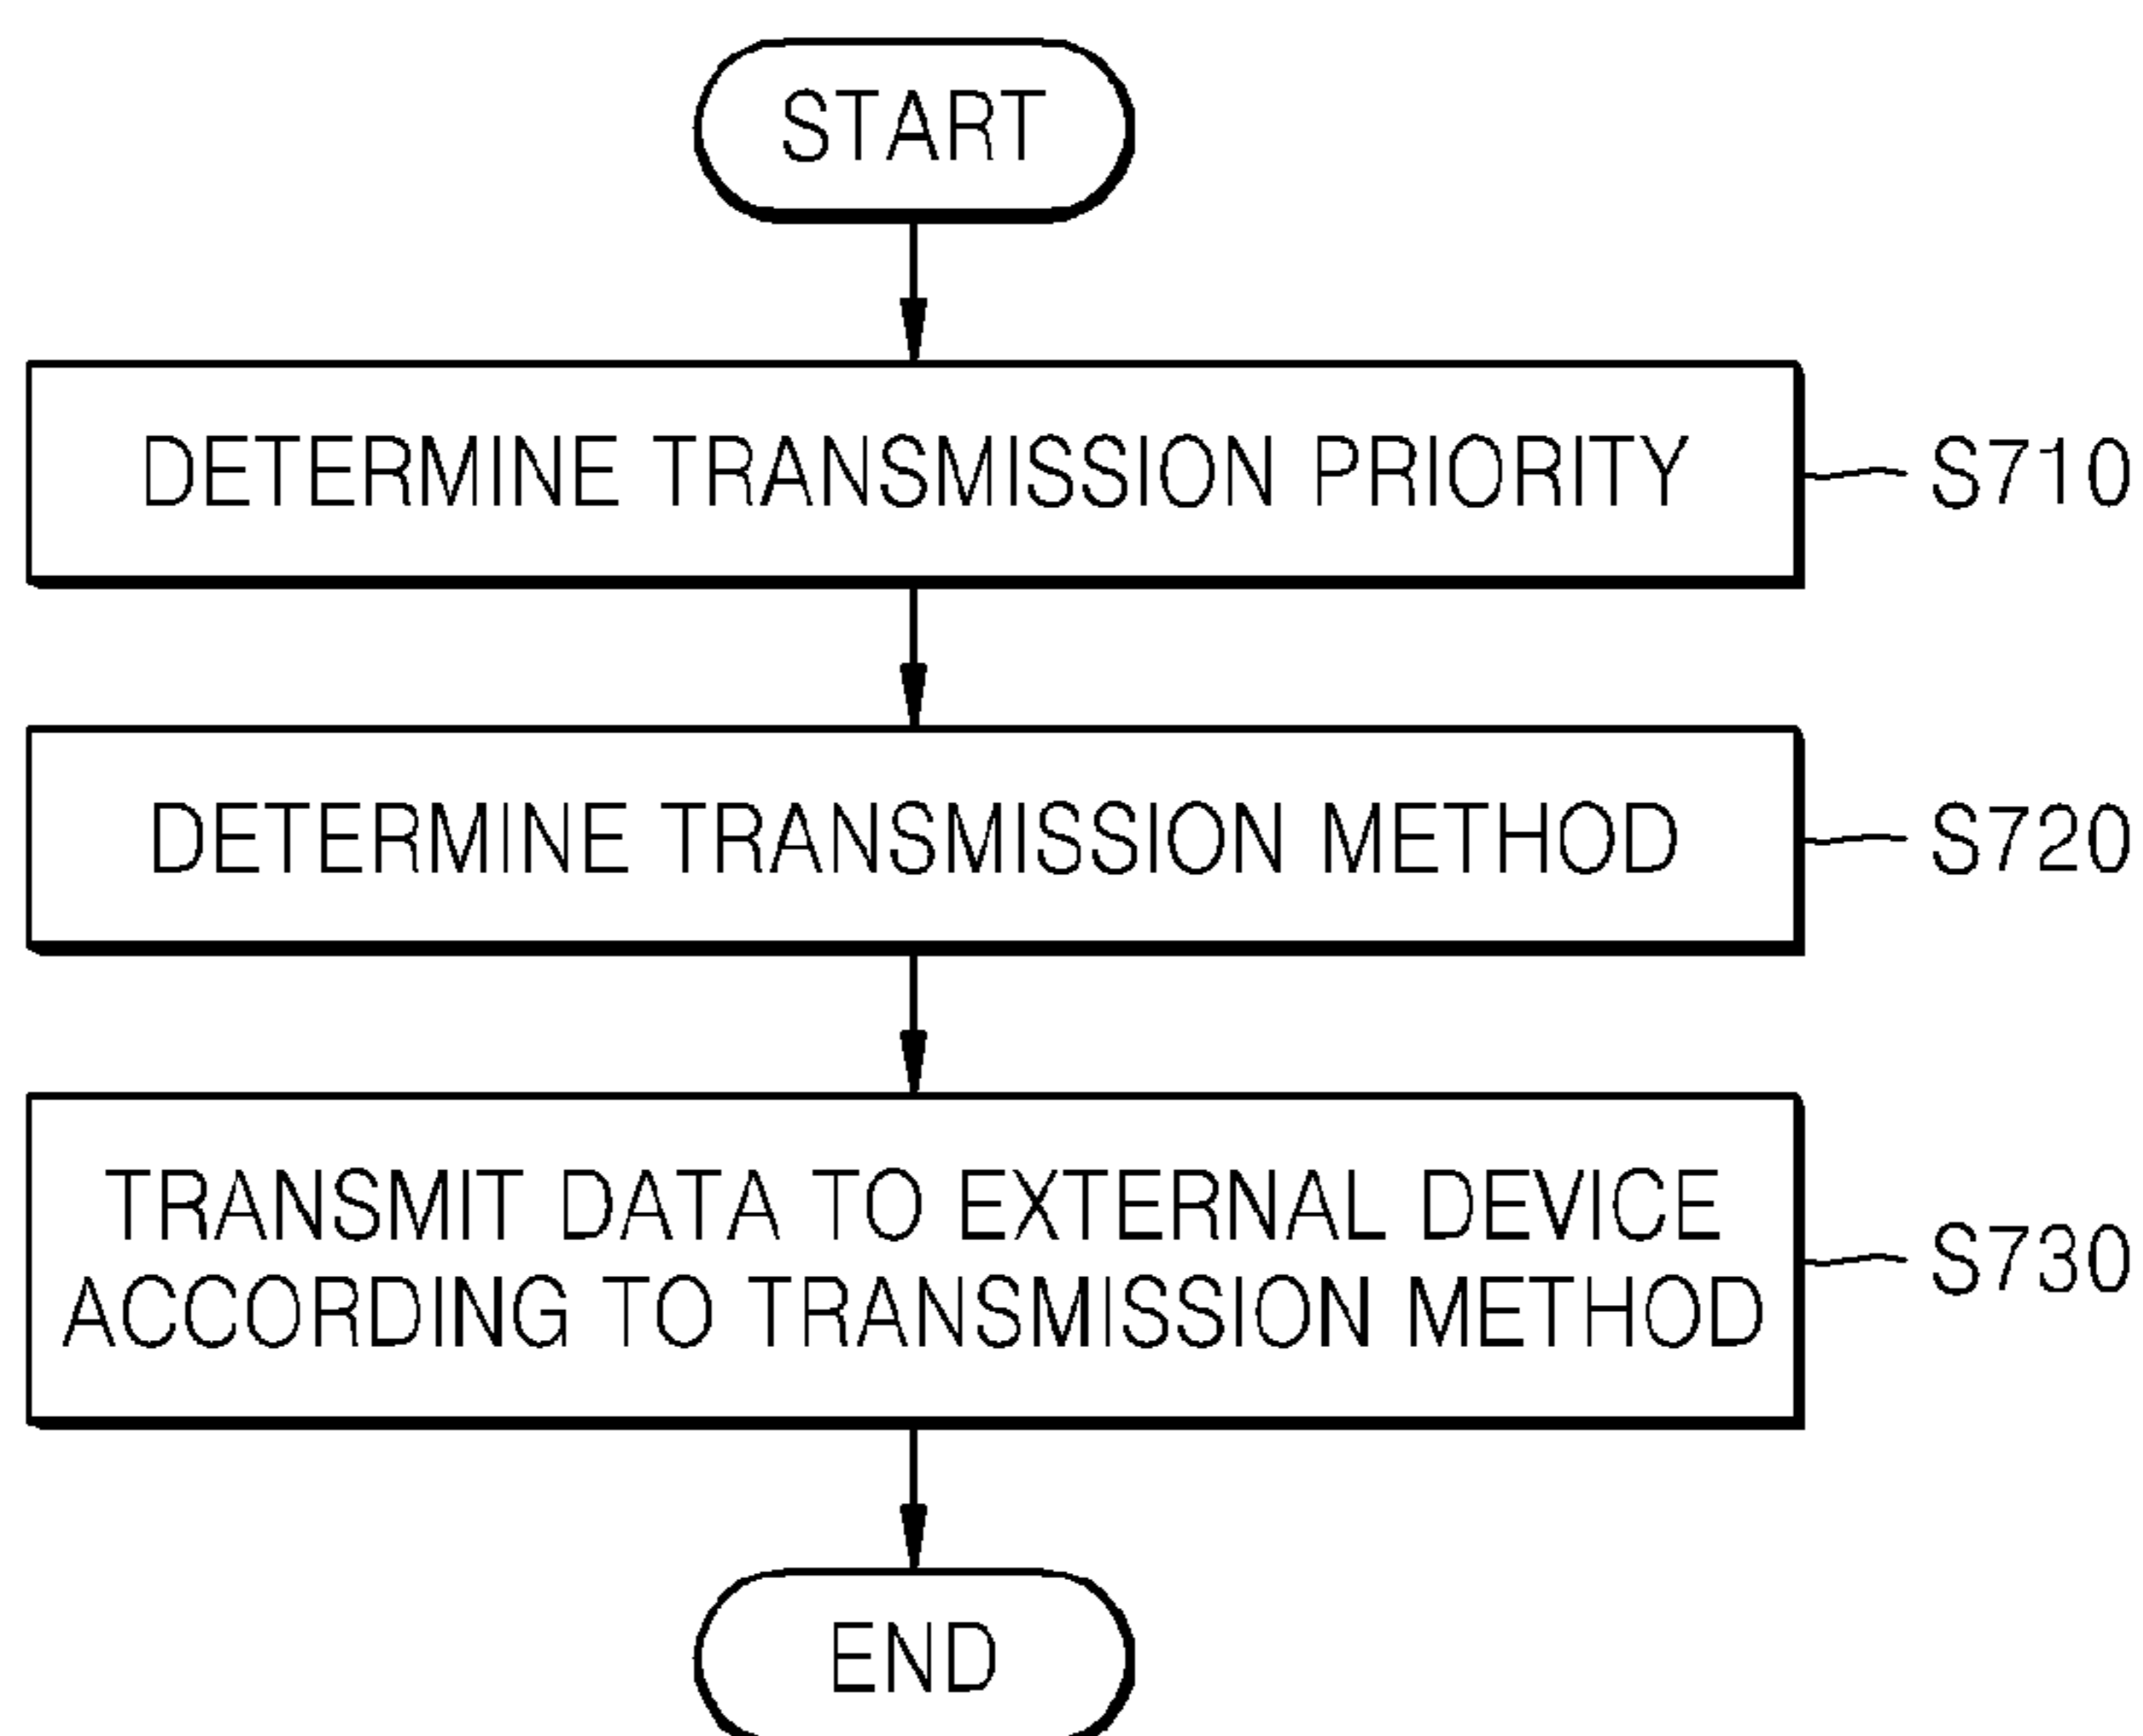 START
DETERMINE TRANSMISSION PRIORITY
S710
DETERMINE TRANSMISSION METHOD
S720
TRANSMIT DATA TO EXTERNAL DEVICE
ACCORDING TO TRANSMISSION METHOD
S730
END